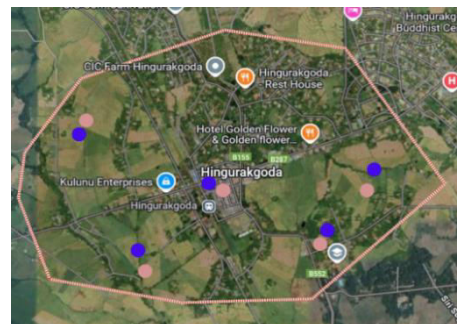 Hingurakg
Buddhist Ce
CIC Farm Hingurakgoda
Hingurakgoda
Rest House
H
Hotel Golden Flower
& Golden flower...
B155
B287
Hingurakgoda
Kulunu Enterprises
Hingurakgoda
B552